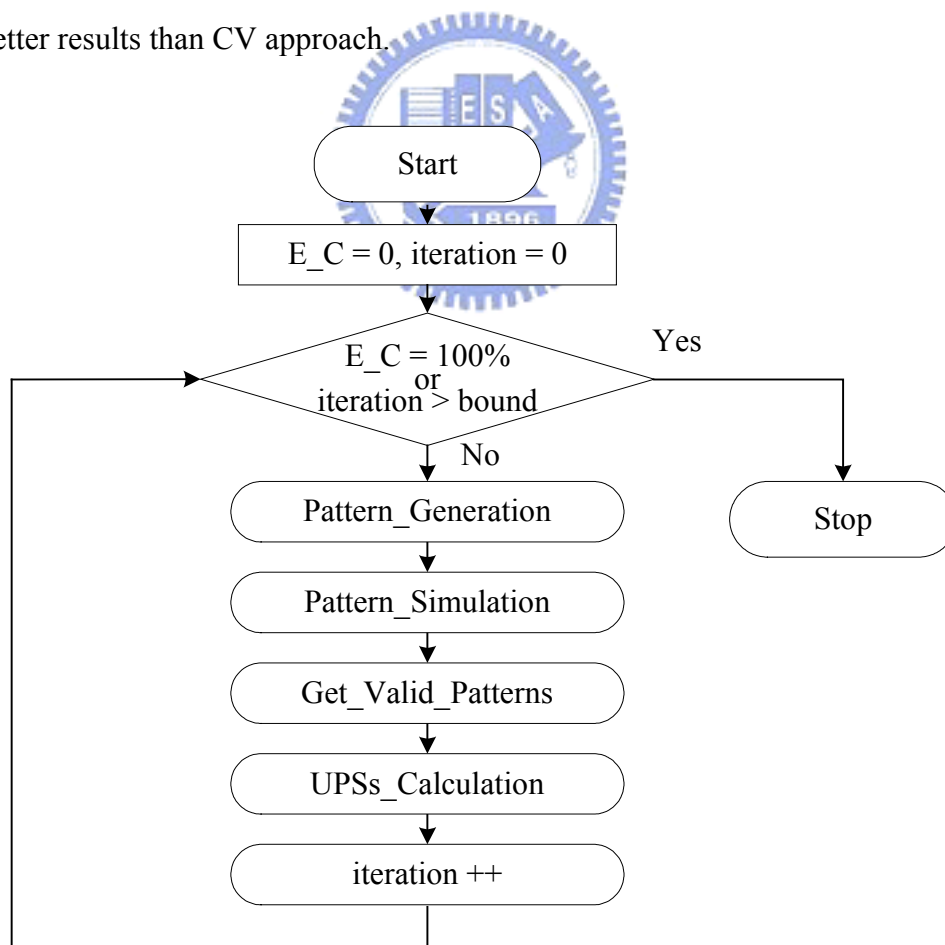 etter results than CV approach.
E S A
1896
Start
E_C = 0, iteration = 0
E_C = 100%
or
iteration > bound
Yes
No
Pattern_Generation
Stop
Pattern_Simulation
Get_Valid_Patterns
UPSs_Calculation
iteration ++